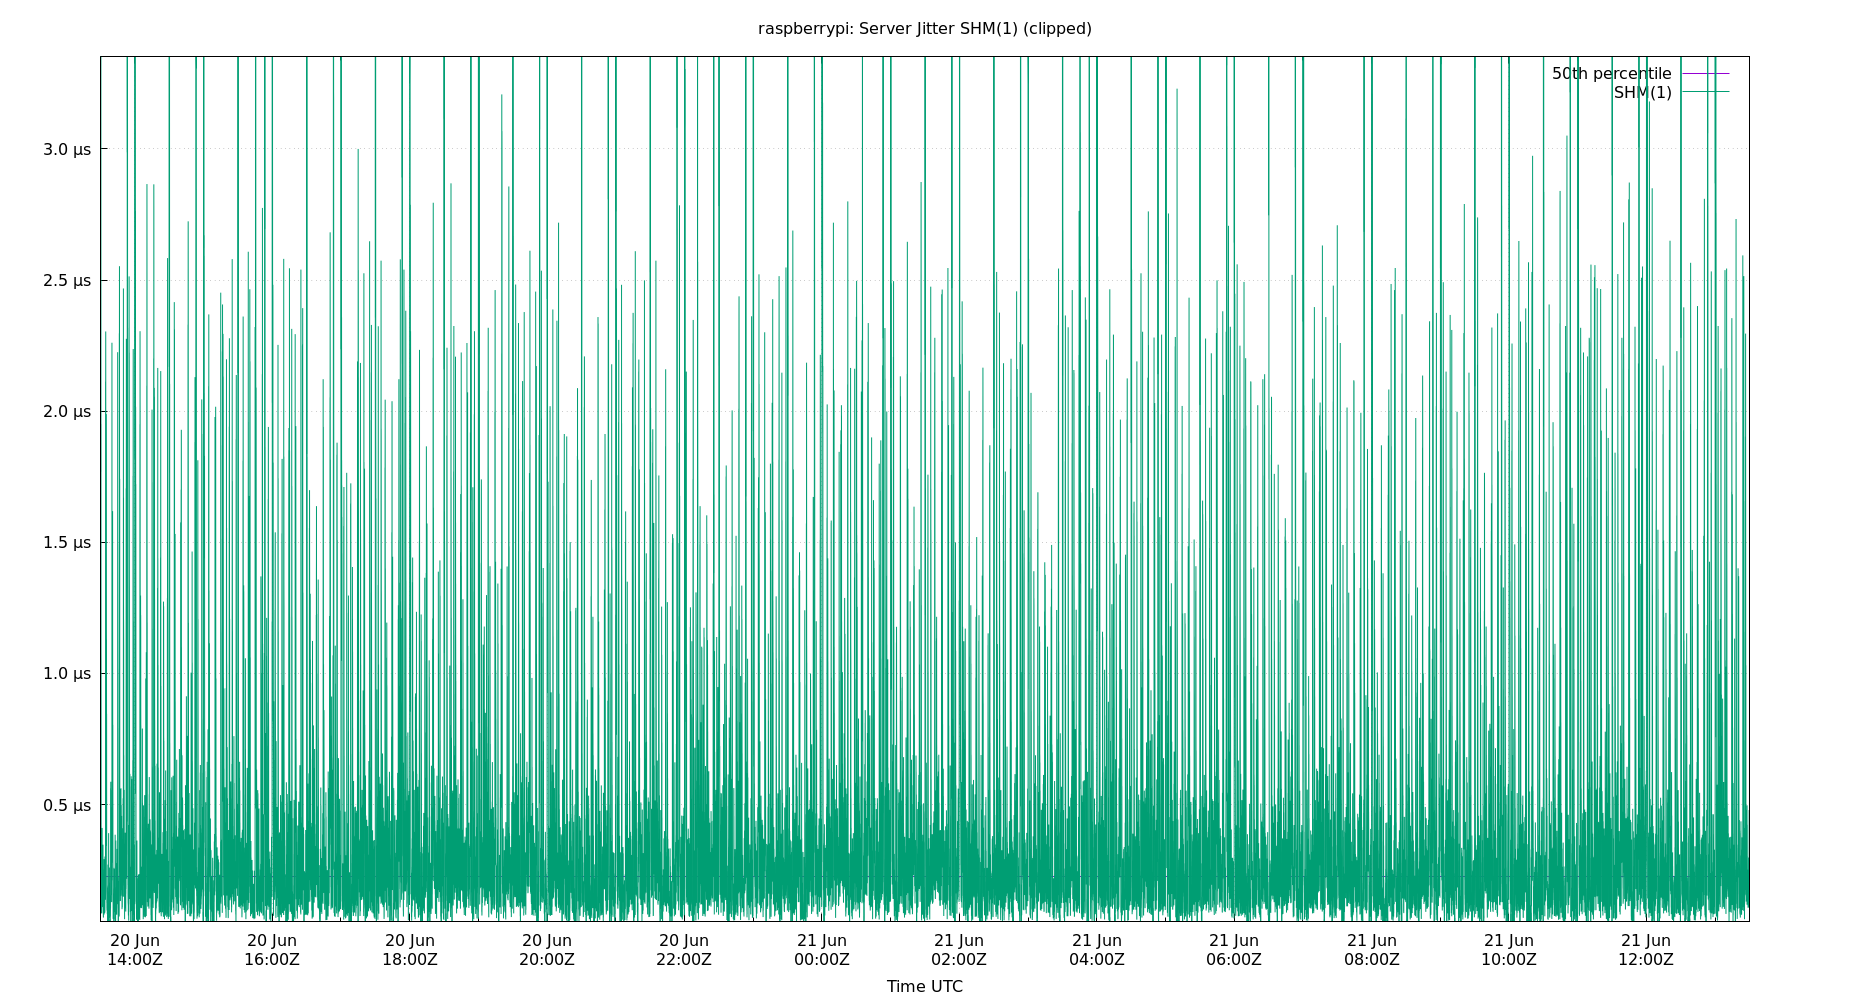 raspberrypi: Server Jitter SHM(1) (clipped)
50th percentile
SHM(1)
3.0 µs
2.5 µs
2.0 µs
1.5 µs
1.0 µs
0.5 µs
20 Jun 20 Jun 20 Jun 20 Jun 20 Jun 21 Jun 21 Jun 21 Jun 21 Jun 21 Jun 21 Jun 21 Jun
14:00Z 16:00Z 18:00Z 20:00Z 22:00Z 00:00Z 02:00Z 04:00Z 06:00Z 08:00Z 10:00Z 12:00Z
Time UTC